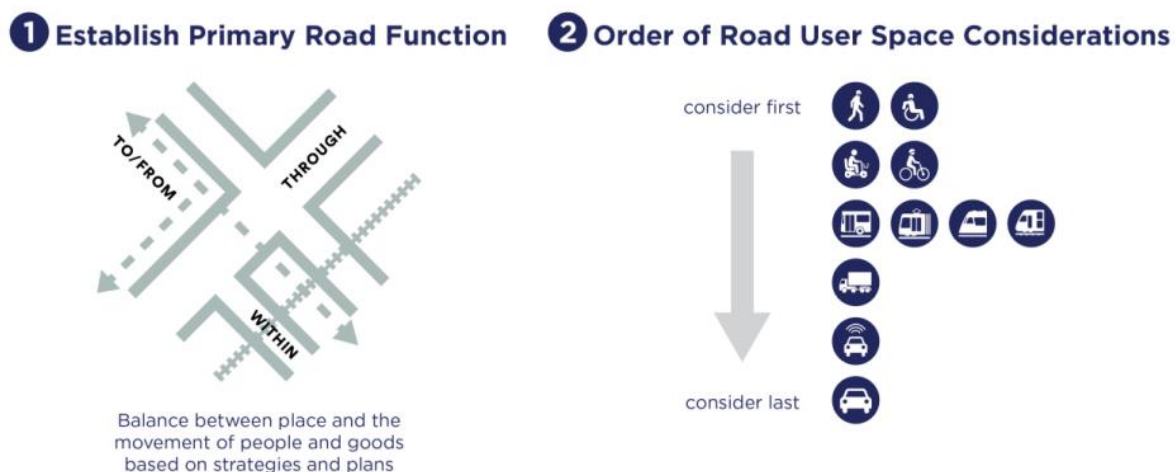 1 Establish Primary Road Function
TO/FROM
THROUGH
WITHIN
Balance between place and the
movement of people and goods
based on strategies and plans
2 Order of Road User Space Considerations
consider first
consider last